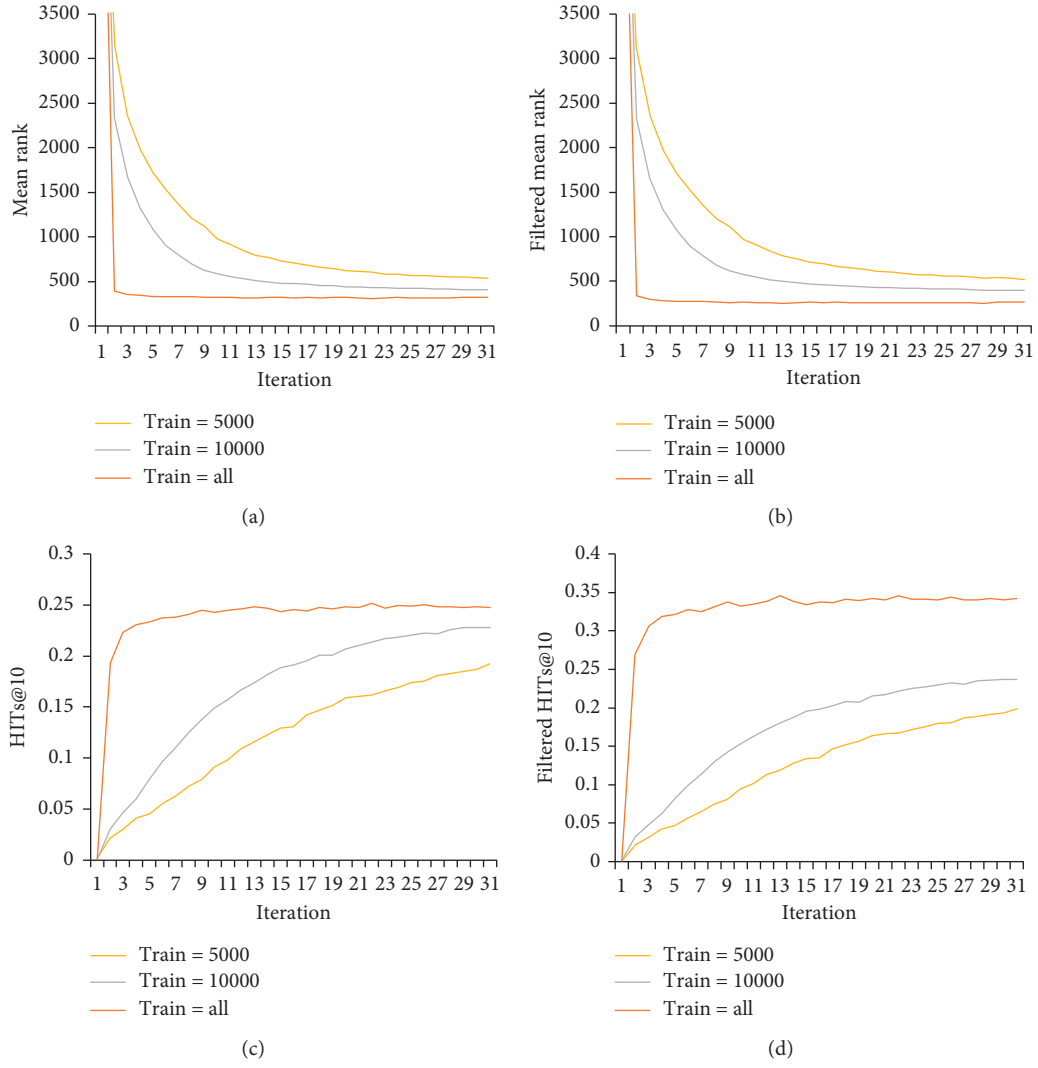 3500
3000
2500
2000
1500
1000
500
0
Mean rank
1 3 5 7 9 11 13 15 17 19 21 23 25 27 29 31
Iteration
Train = 5000
Train = 10000
Train = all
(a)
3500
3000
2500
2000
1500
1000
500
0
Filtered mean rank
1 3 5 7 9 11 13 15 17 19 21 23 25 27 29 31
Iteration
Train = 5000
Train = 10000
Train = all
(b)
0.3
0.25
0.2
0.15
0.1
0.05
0
HITs@10
1 3 5 7 9 11 13 15 17 19 21 23 25 27 29 31
Iteration
Train = 5000
Train = 10000
Train = all
(c)
0.4
0.35
0.3
0.25
0.2
0.15
0.1
0.05
0
Filtered HITs@10
1 3 5 7 9 11 13 15 17 19 21 23 25 27 29 31
Iteration
Train = 5000
Train = 10000
Train = all
(d)